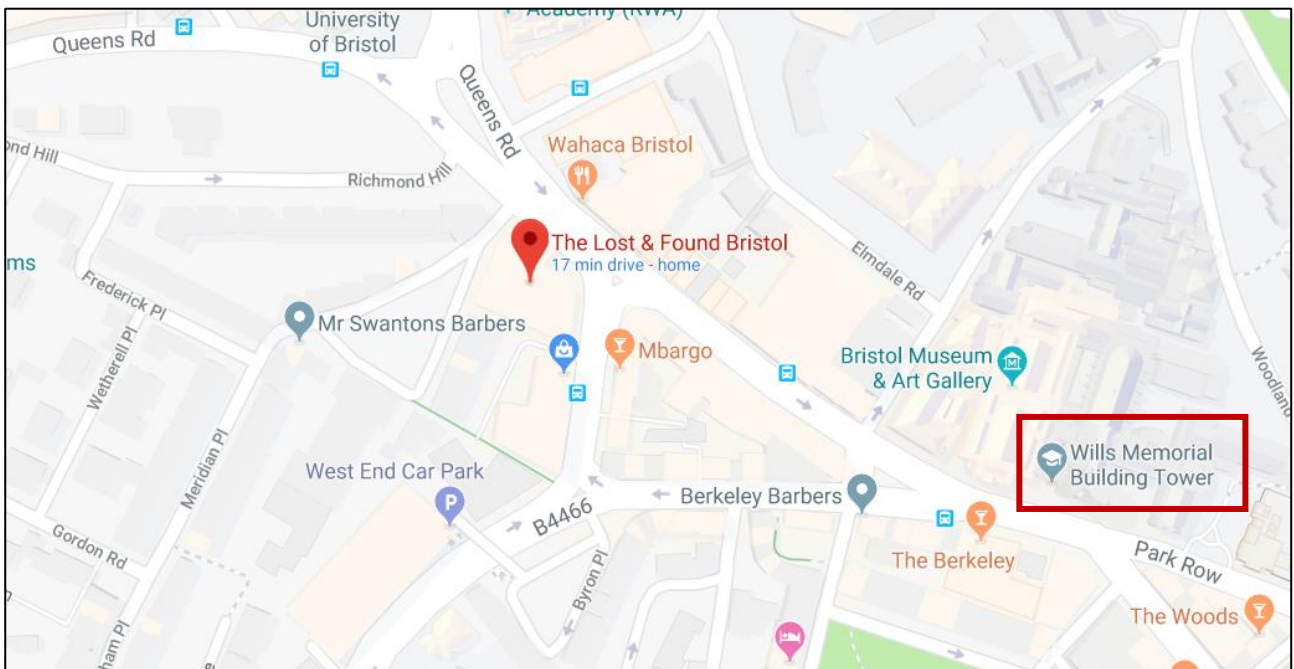 Academy (RWA)
University
of Bristol
Queens Rd
Queens Rd
Wahaca Bristol
ond Hill
Richmond Hill
The Lost & Found Bristol
17 min drive - home
Elmdale Rd
ms
Frederick Pl
Mr Swantons Barbers
Wetherell Pl
Mbargo
Bristol Museum
& Art Gallery
Woodland
Meridian Pl
West End Car Park
P
Wills Memorial
Building Tower
Berkeley Barbers
B4466
Gordon Rd
The Berkeley
Park Row
Byron Pl
The Woods
ham Pl